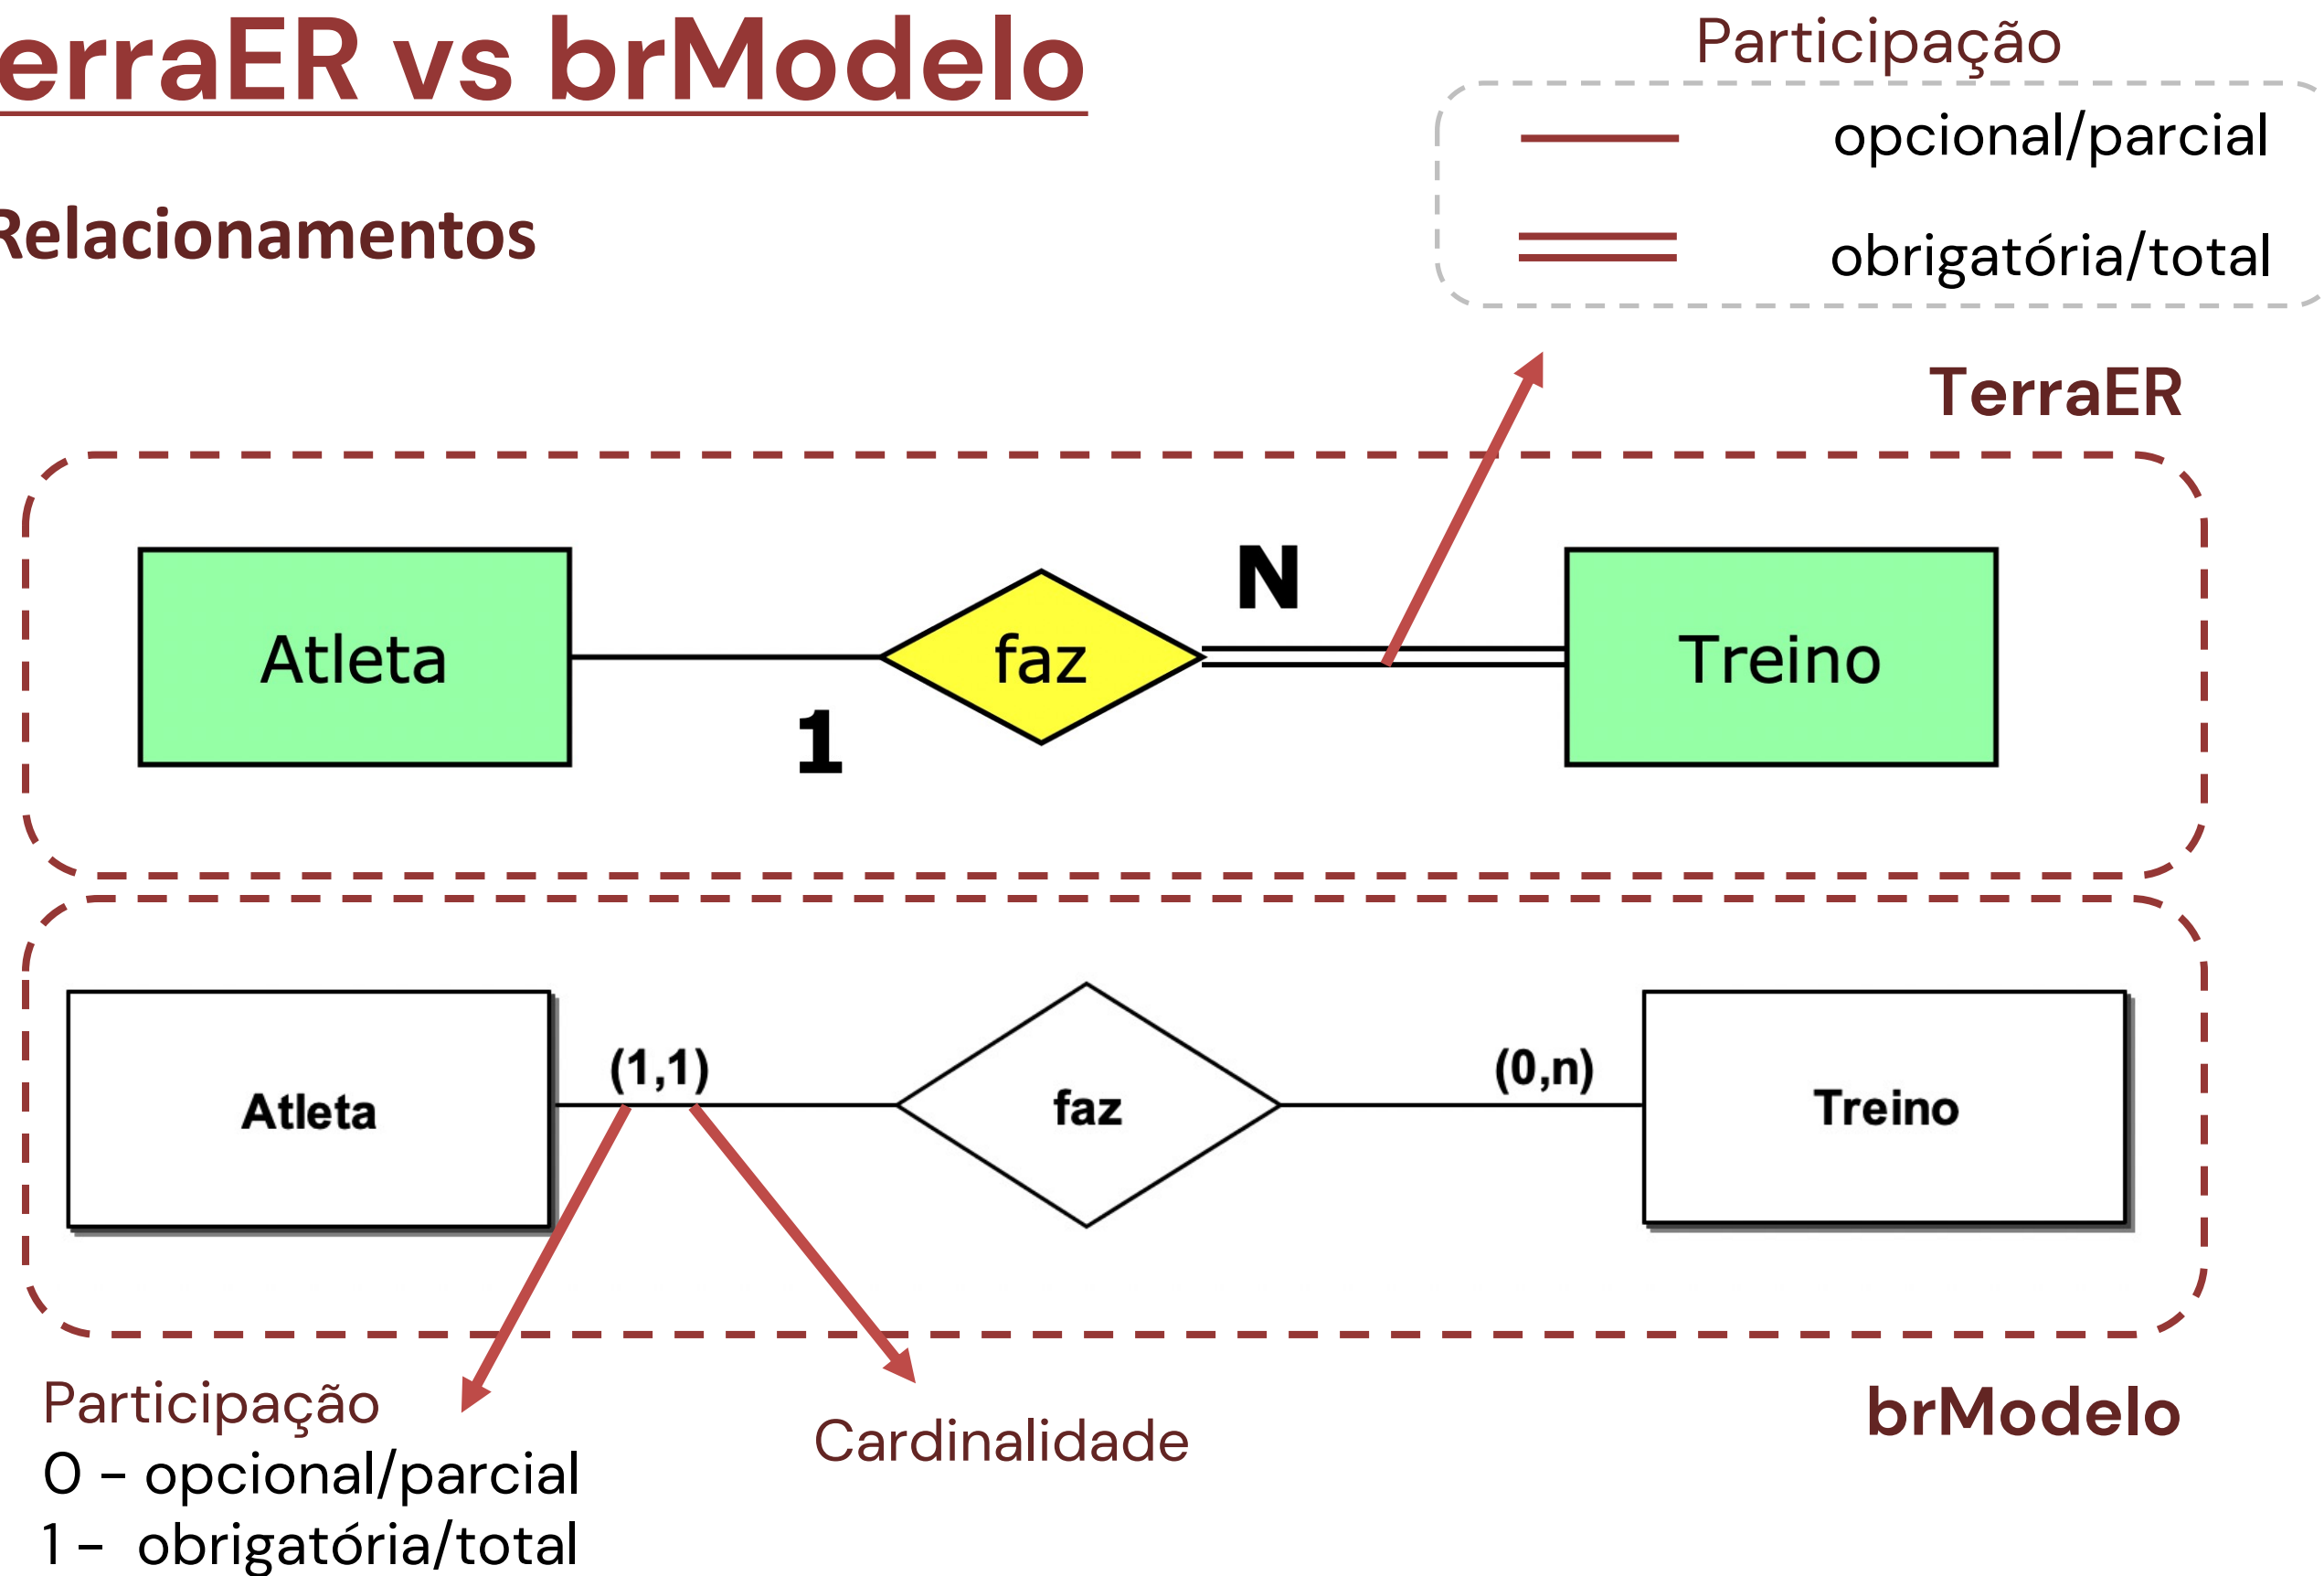 erraER vs brModelo
Participação
opcional/parcial
Relacionamentos
obrigatória/total
TerraER
N
Atleta
faz
Treino
1
(1,1)
(0,n)
Atleta
faz
Treino
Participação
Cardinalidade
brModelo
0 – opcional/parcial
1 – obrigatória/total